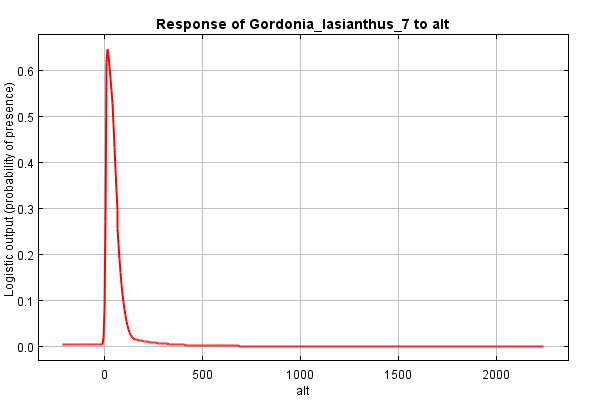 Response of Gordonia_lasianthus_7 to alt
Logistic output (probability of presence)
0.6
0.5
0.4
0.3
0.2
0.1
0.0
0 500 1000 1500 2000
alt